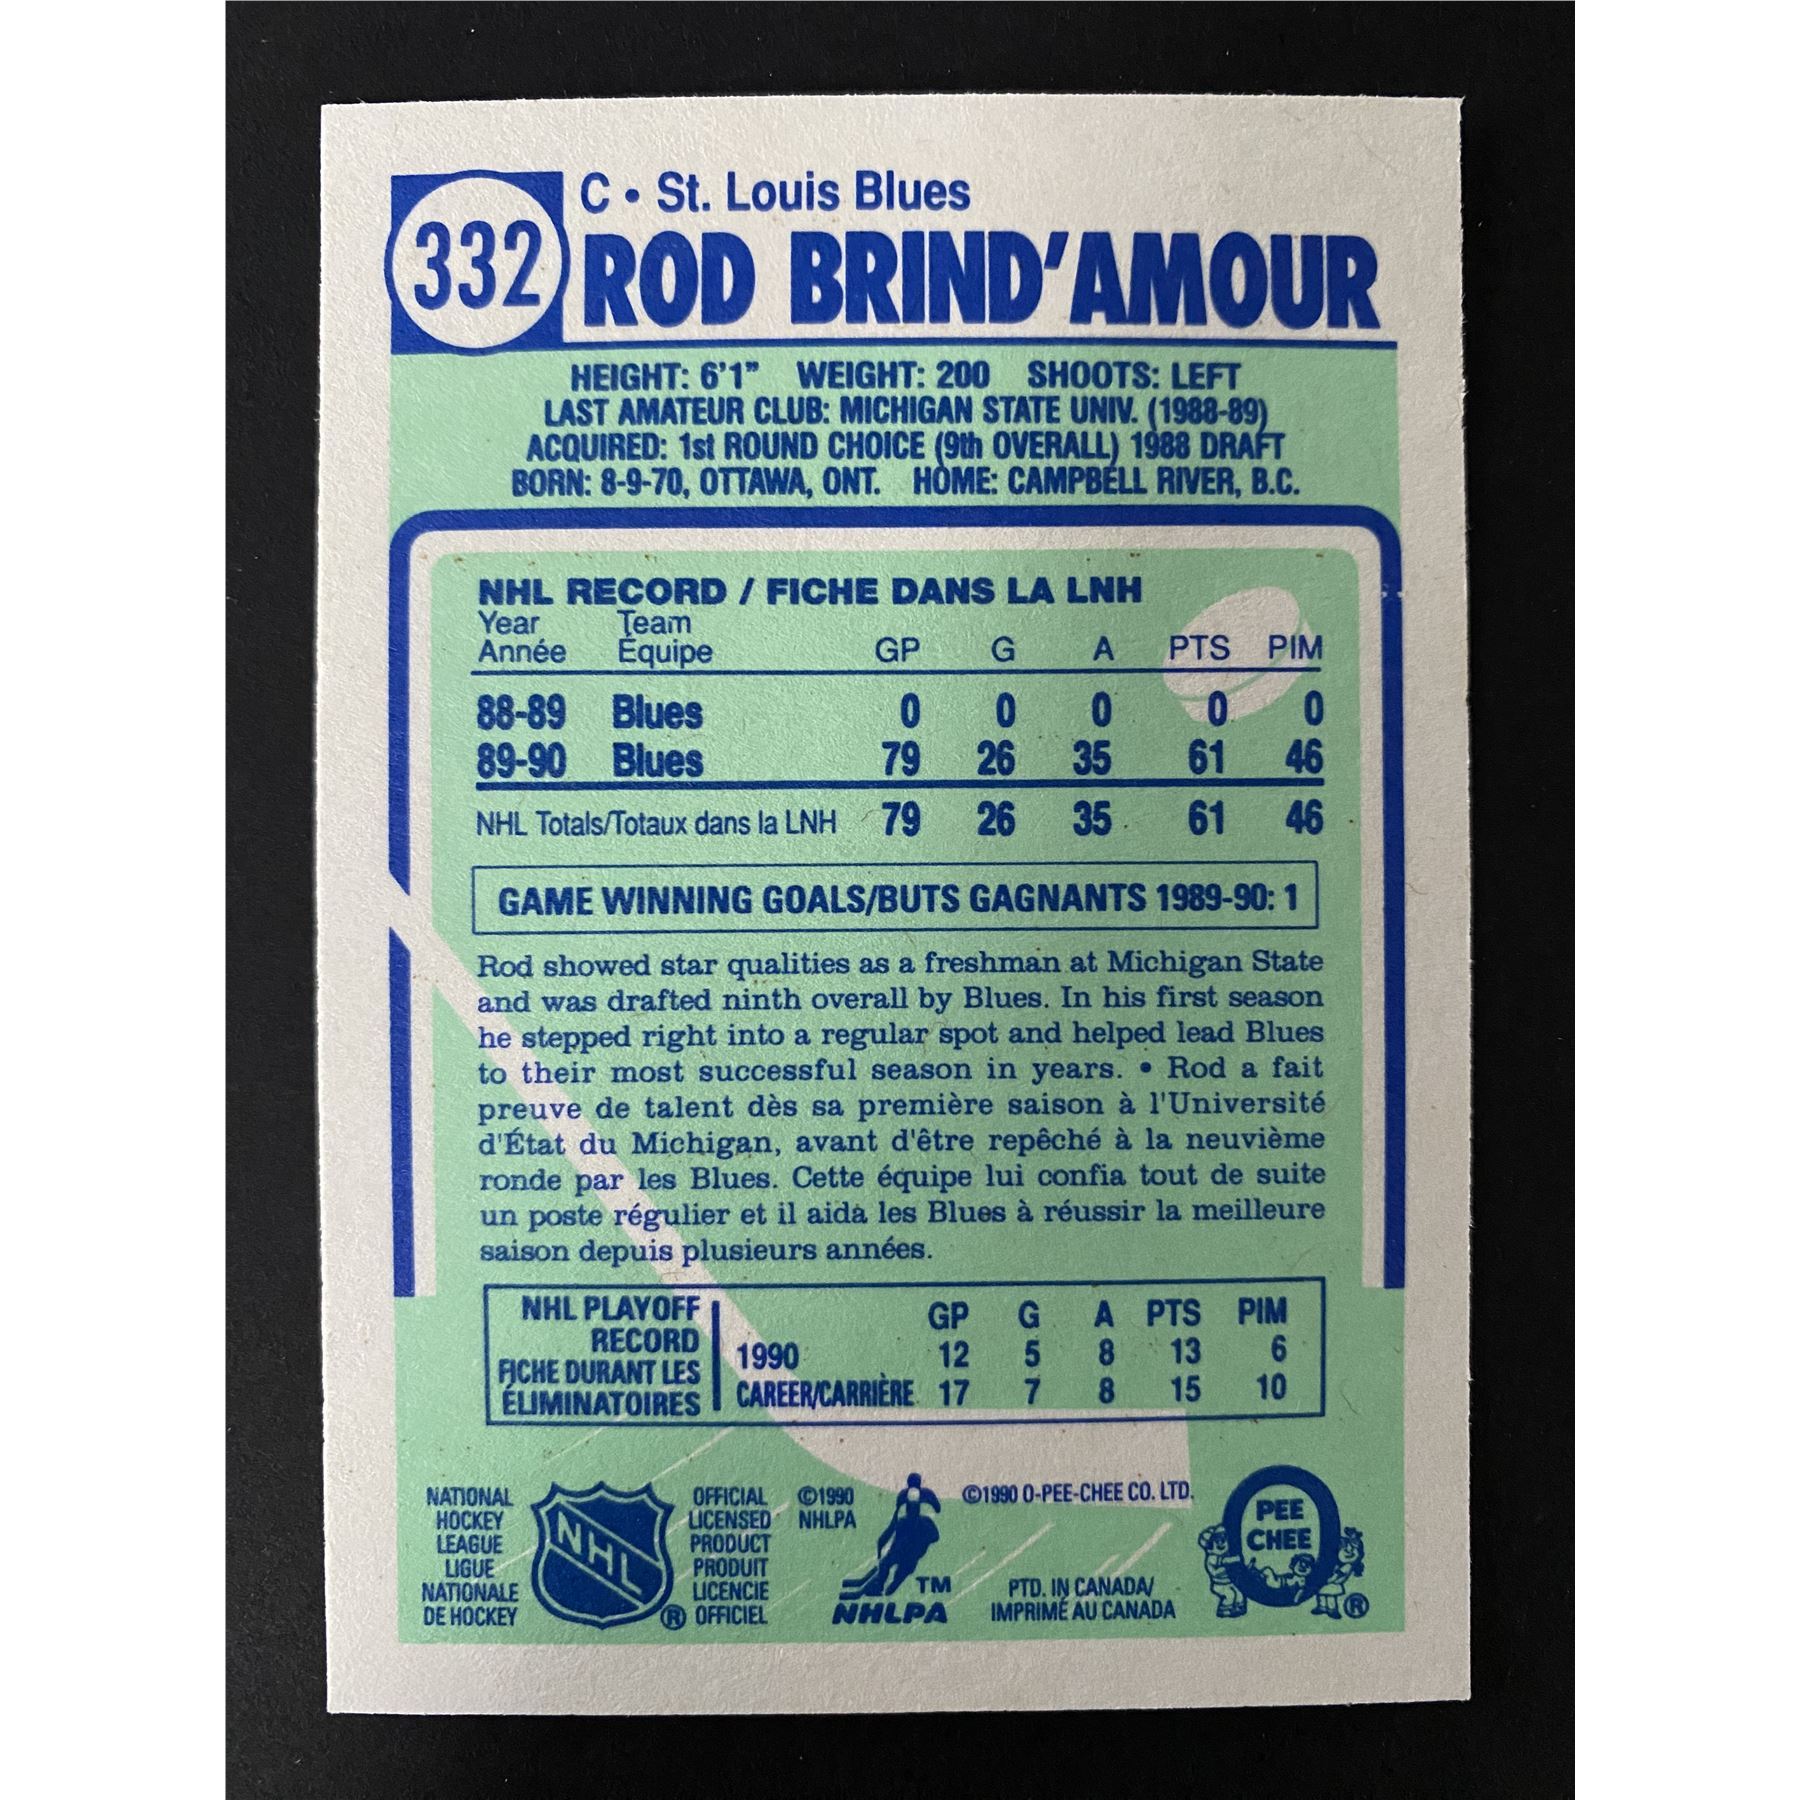 332
C • St. Louis Blues
ROD BRIND'AMOUR
HEIGHT: 6'1" WEIGHT: 200 SHOOTS: LEFT
LAST AMATEUR CLUB: MICHIGAN STATE UNIV. (1988-89)
ACQUIRED: 1st ROUND CHOICE (9th OVERALL) 1988 DRAFT
BORN: 8-9-70, OTTAWA, ONT. HOME: CAMPBELL RIVER, B.C.
NHL RECORD / FICHE DANS LA LNH
Year Team
Année Équipe GP G A PTS PIM
88-89 Blues 0 0 0 0 0
89-90 Blues 79 26 35 61 46
NHL Totals/Totaux dans la LNH 79 26 35 61 46
GAME WINNING GOALS/BUTS GAGNANTS 1989-90: 1
Rod showed star qualities as a freshman at Michigan State
and was drafted ninth overall by Blues. In his first season
he stepped right into a regular spot and helped lead Blues
to their most successful season in years. • Rod a fait
preuve de talent dès sa première saison à l'Université
d'État du Michigan, avant d'être repêché à la neuvième
ronde par les Blues. Cette équipe lui confia tout de suite
un poste régulier et il aida les Blues à réussir la meilleure
saison depuis plusieurs années.
NHL PLAYOFF
RECORD
FICHE DURANT LES
ÉLIMINATOIRES
GP G A PTS PIM
1990 12 5 8 13 6
CAREER/CARRIÈRE 17 7 8 15 10
NATIONAL
HOCKEY
LEAGUE
LIGUE
NATIONALE
DE HOCKEY
NHL
®
OFFICIAL
LICENSED
PRODUCT
PRODUIT
LICENCIE
OFFICIEL
©1990
NHLPA
TM
NHLPA
©1990 O-PEE-CHEE CO. LTD.
PTD. IN CANADA/
IMPRIMÉ AU CANADA
O
PEE
CHEE
®